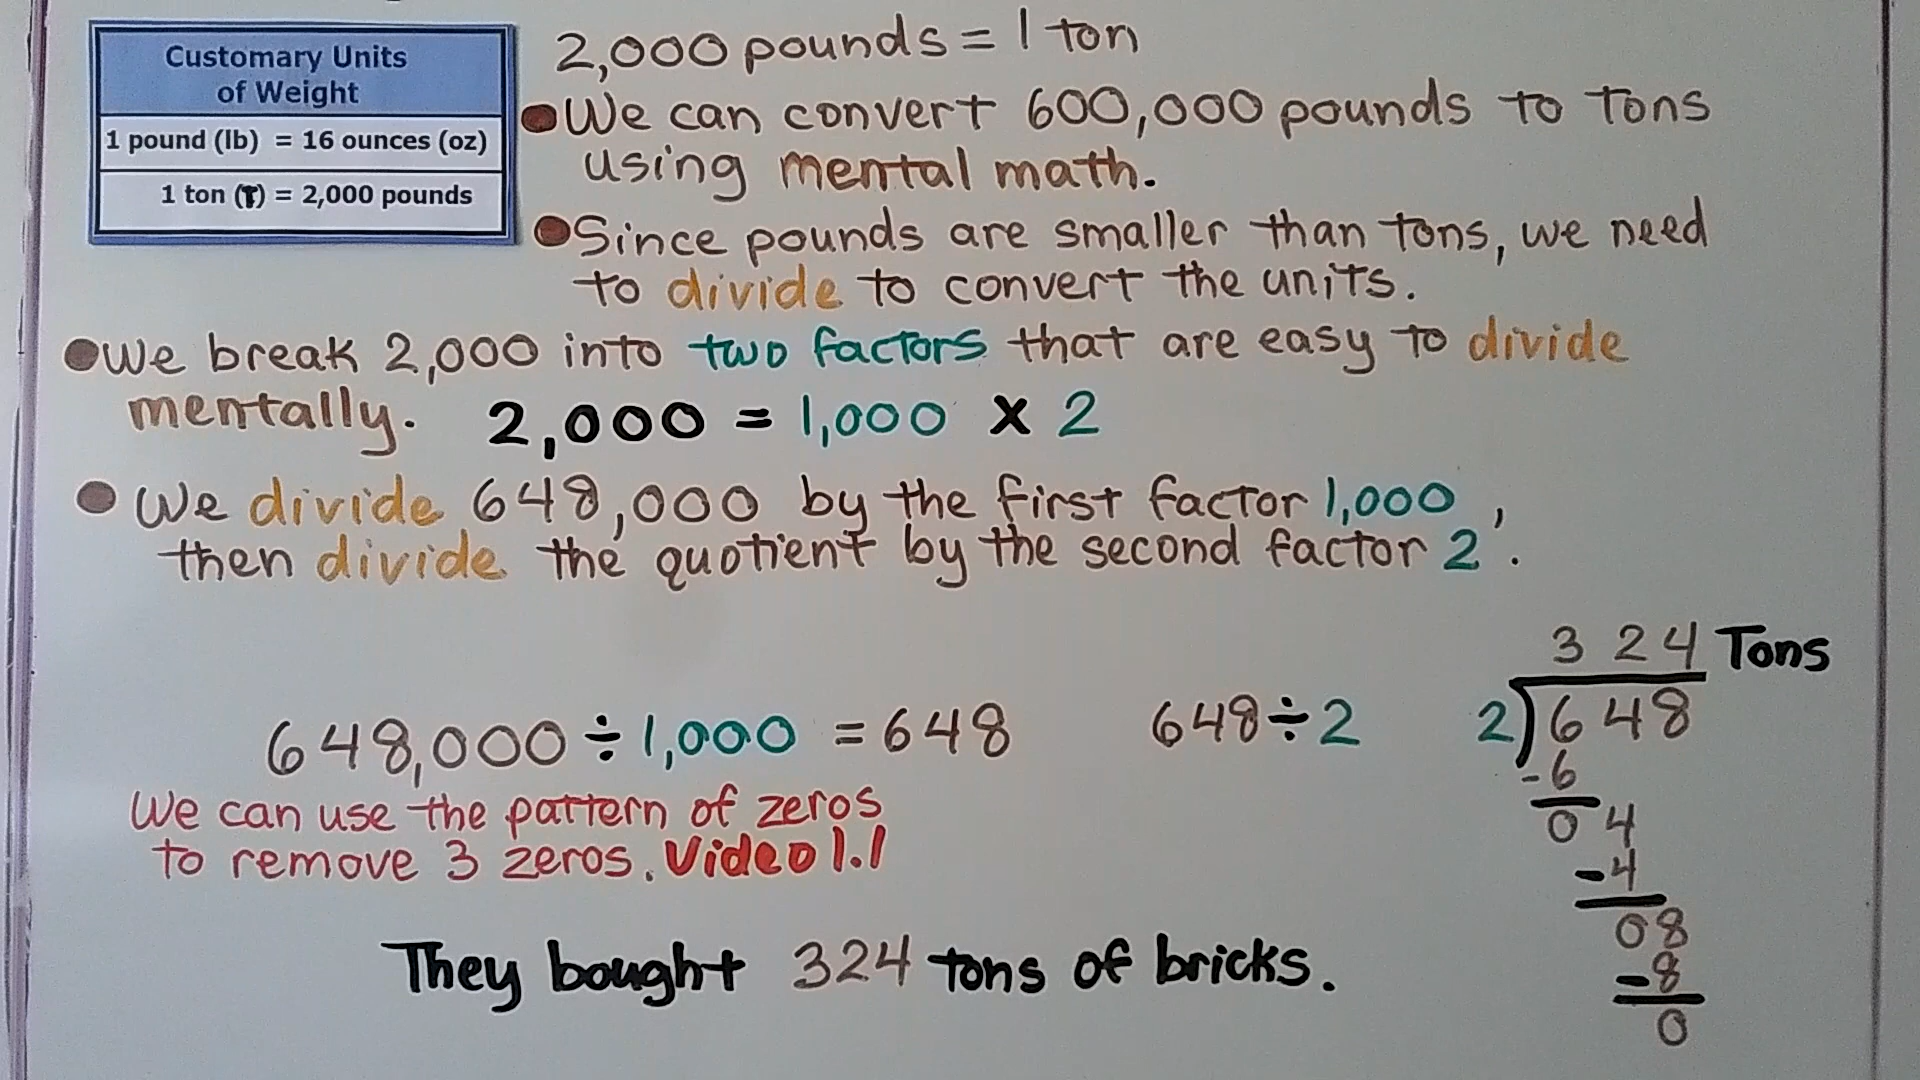 Customary Units
of Weight
1 pound (lb) = 16 ounces (oz)
1 ton (T) = 2,000 pounds
2,000 pounds = 1 ton
We can convert 600,000 pounds to tons
using mental math.
Since pounds are smaller than tons, we need
to divide to convert the units.
We break 2,000 into two factors that are easy to divide
mentally. 2,000 = 1,000 x 2
We divide 648,000 by the first factor 1,000,
then divide the quotient by the second factor 2.
648,000 ÷ 1,000 = 648
We can use the pattern of zeros
to remove 3 zeros. Video 1.1
648 ÷ 2
324 Tons
2)648
-6
04
-4
08
-8
0
They bought 324 tons of bricks.